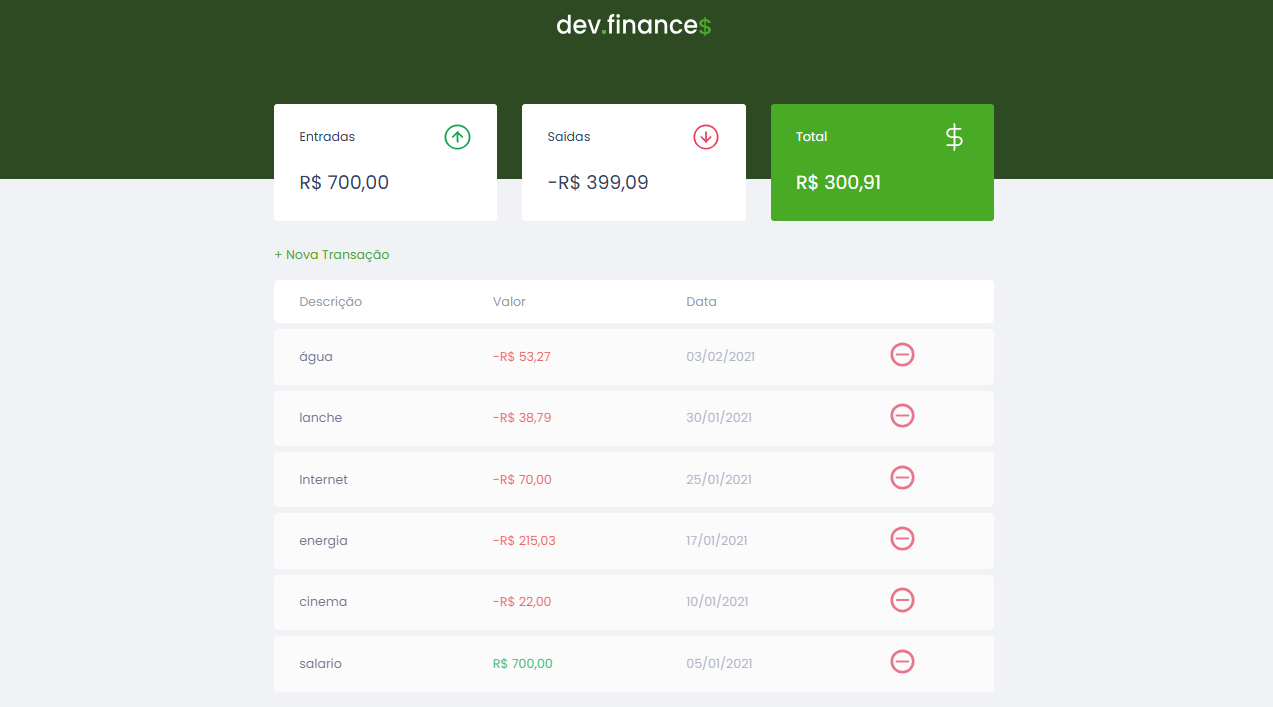 dev.finance$
Entradas
R$ 700,00
Saídas
-R$ 399,09
Total
$
R$ 300,91
+ Nova Transação
Descrição Valor Data
água -R$ 53,27 03/02/2021
lanche -R$ 38,79 30/01/2021
Internet -R$ 70,00 25/01/2021
energia -R$ 215,03 17/01/2021
cinema -R$ 22,00 10/01/2021
salario R$ 700,00 05/01/2021